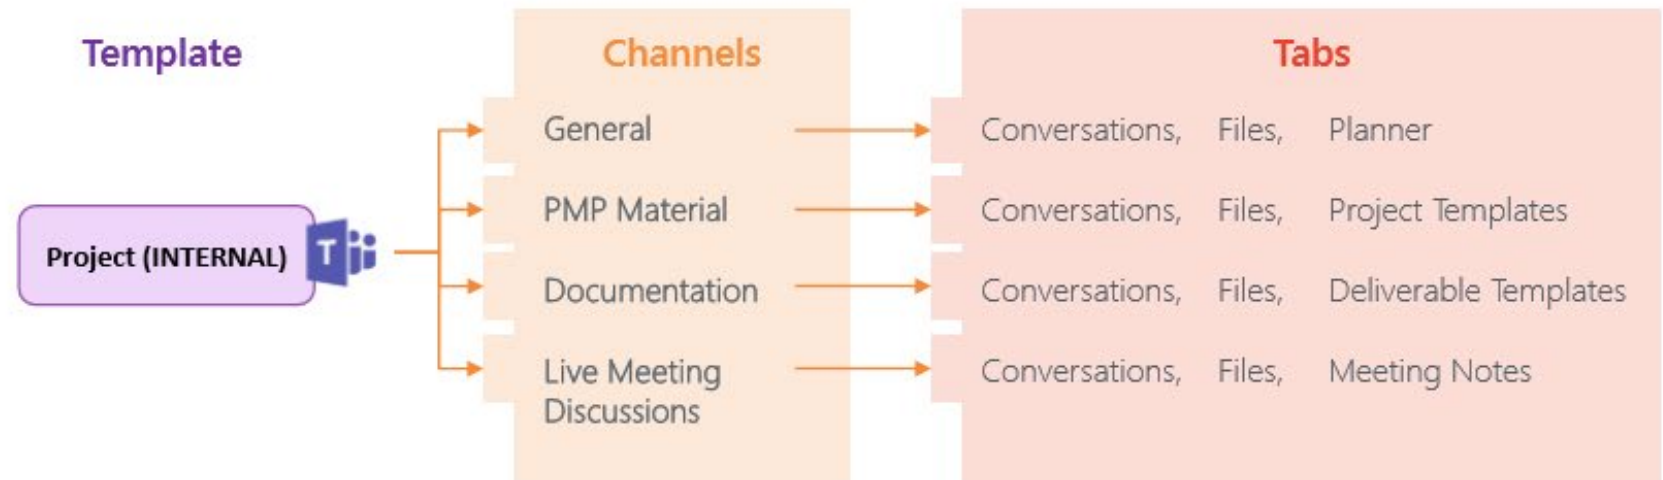 Template
Channels
Tabs
Project (INTERNAL)
T
General
Conversations, Files, Planner
PMP Material
Conversations, Files, Project Templates
Documentation
Conversations, Files, Deliverable Templates
Live Meeting
Discussions
Conversations, Files, Meeting Notes